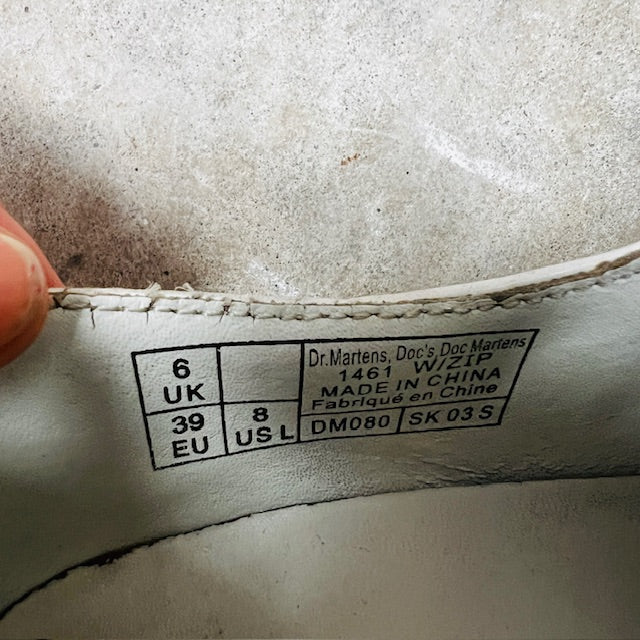 6
UK
Dr.Martens, Doc's, Doc Martens
1461 W/ZIP
MADE IN CHINA
Fabriqué en Chine
39
EU
8
US L
DM080
SK 03 S